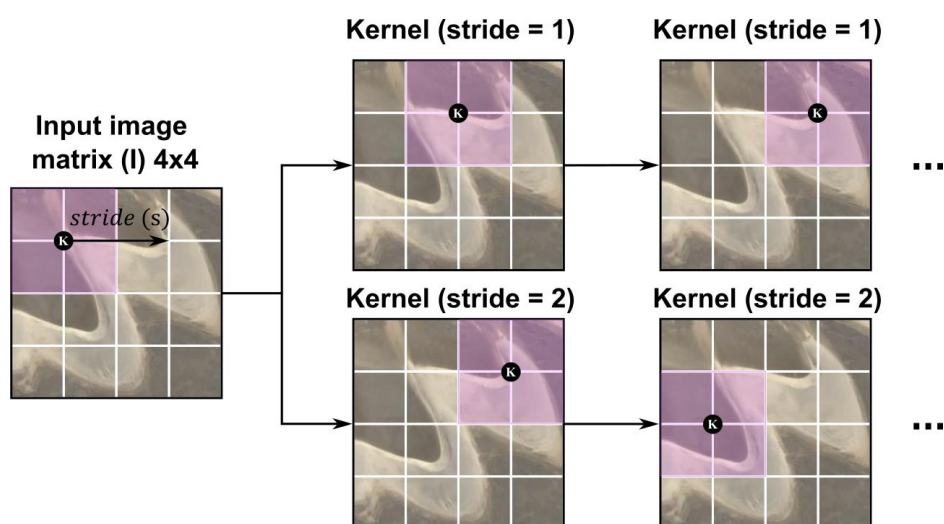 Kernel (stride = 1)
Kernel (stride = 1)
Input image
matrix (I) 4x4
K
K
...
stride (s)
K
Kernel (stride = 2)
Kernel (stride = 2)
K
K
...